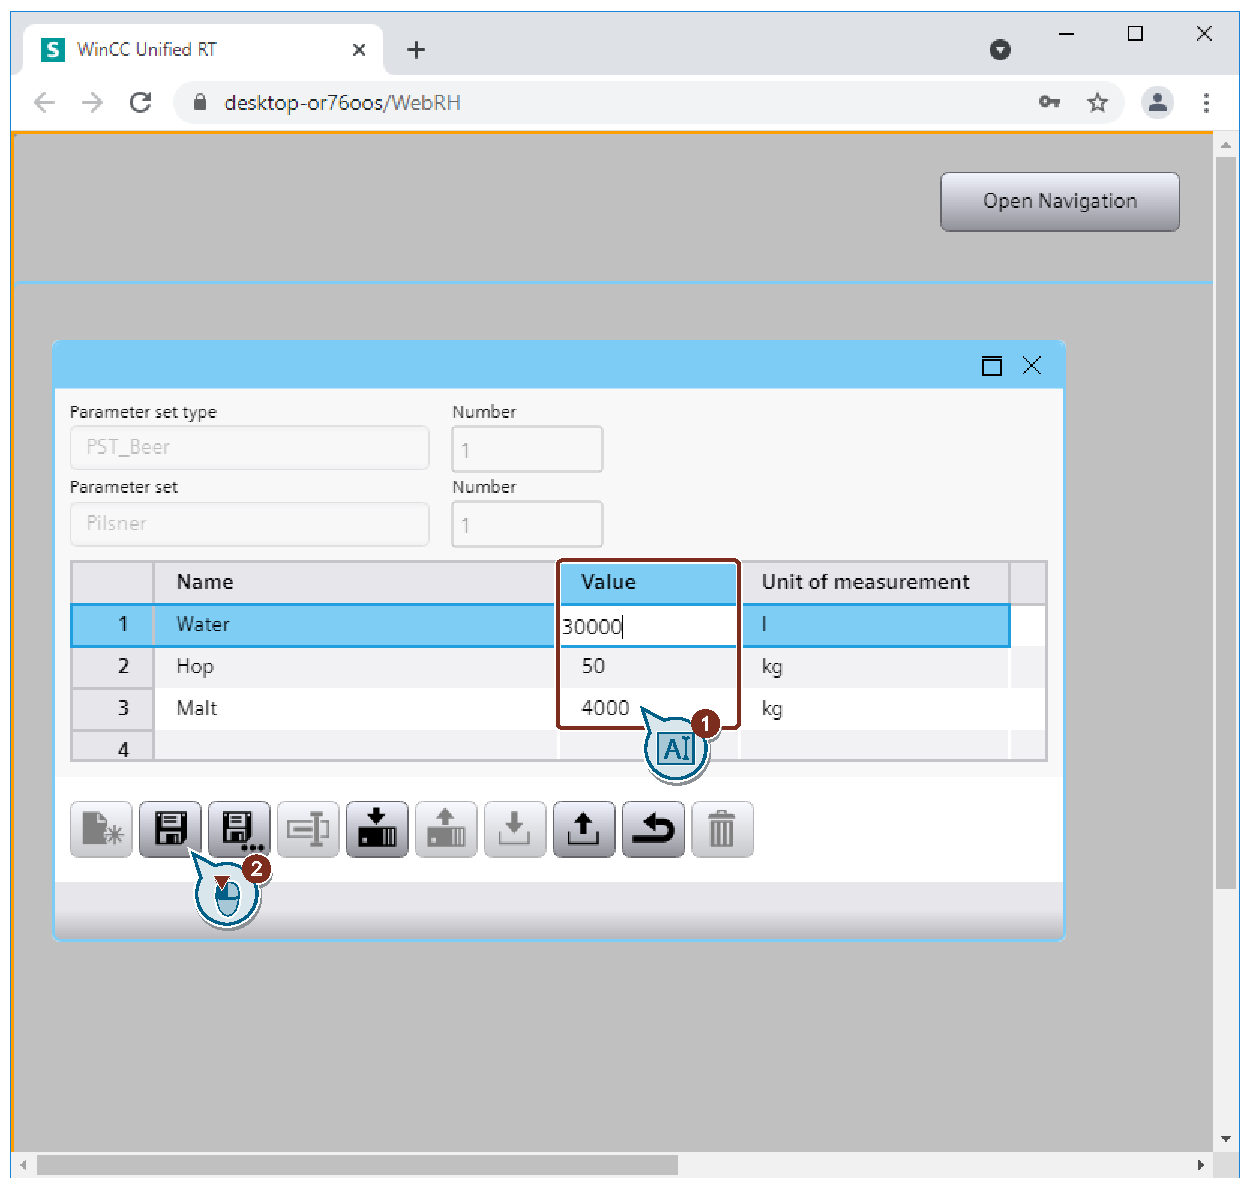 S WinCC Unified RT
desktop-or76oos/WebRH
Open Navigation
Parameter set type Number
PST_Beer 1
Parameter set Number
Pilsner 1
Name Value Unit of measurement
1 Water 30000 l
2 Hop 50 kg
3 Malt 4000 kg
1
A
4
2